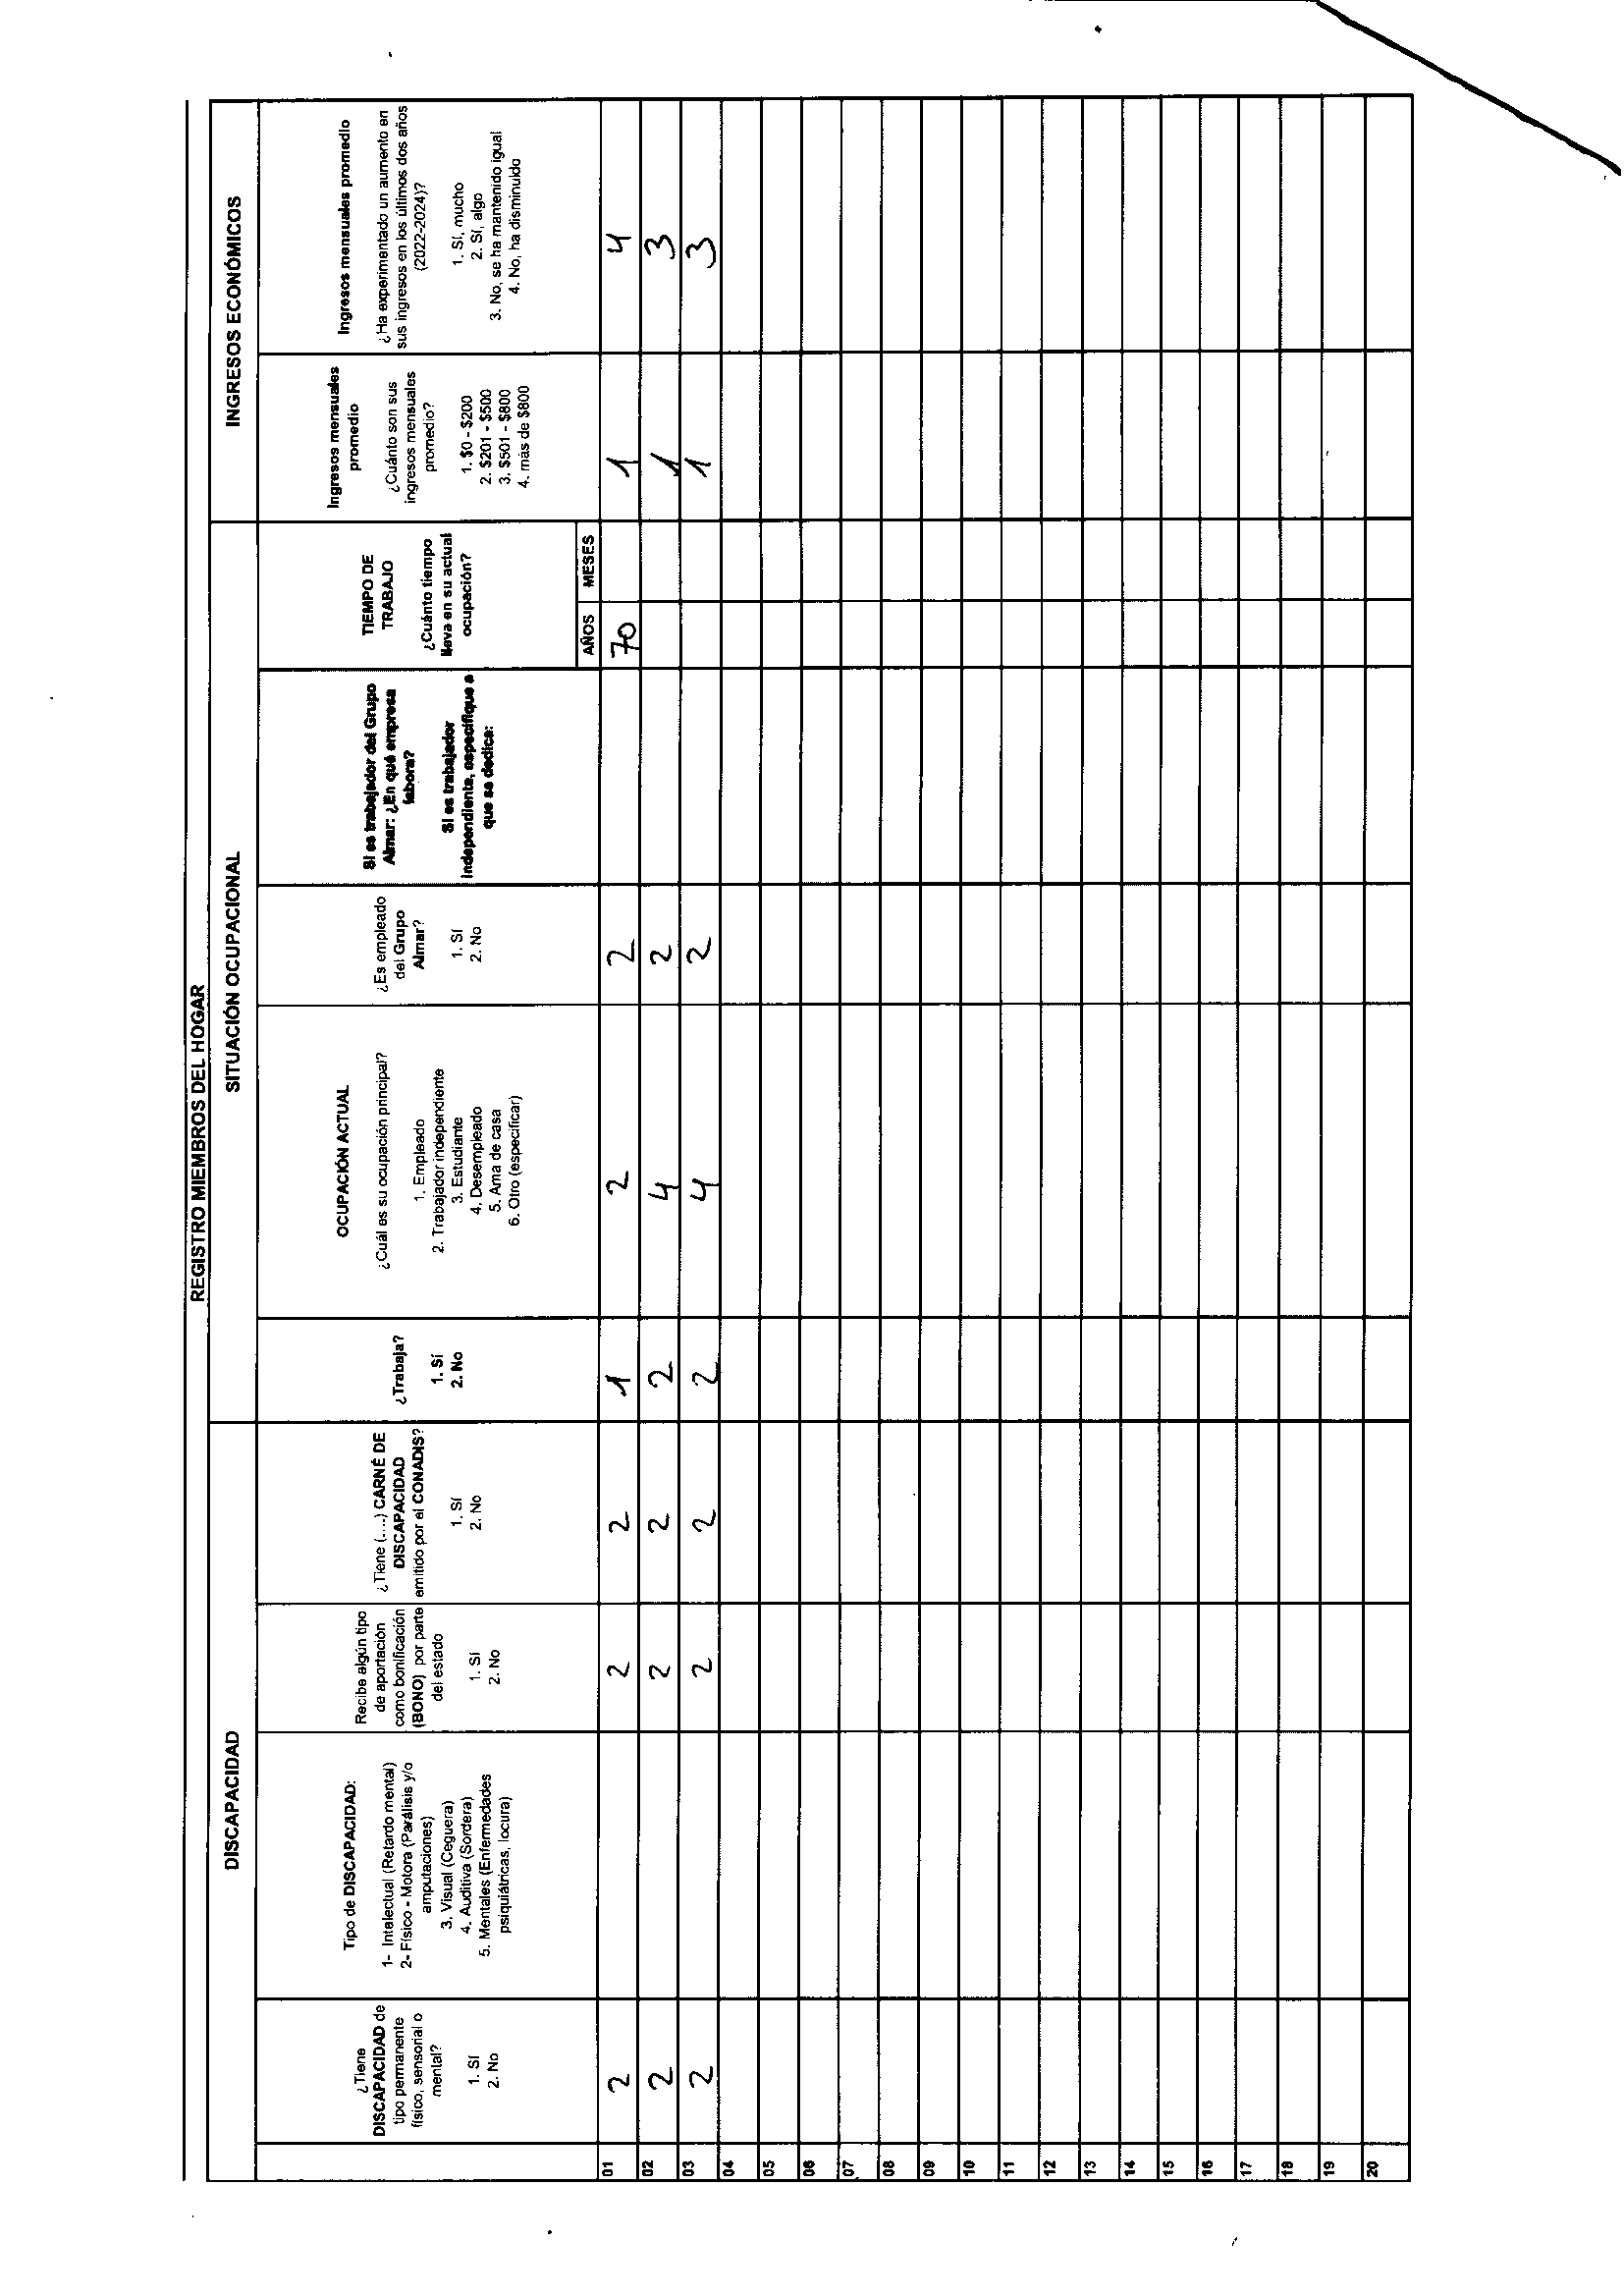 REGISTRO MIEMBROS DEL HOGAR
DISCAPACIDAD
SITUACIÓN OCUPACIONAL
INGRESOS ECONÓMICOS
¿Tiene
DISCAPACIDAD de
tipo permanente
físico, sensorial o
mental?
1. Sí
2. No
Tipo de DISCAPACIDAD:
1- Intelectual (Retardo mental)
2- Físico - Motora (Parálisis y/o
amputaciones)
3. Visual (Ceguera)
4. Auditiva (Sordera)
5. Mentales (Enfermedades
psiquiátricas, locura)
Recibe algún tipo
de aportación
como bonificación
(BONO) por parte
del estado
1. Sí
2. No
¿Tiene (....) CARNÉ DE
DISCAPACIDAD
emitido por el CONADIS?
1. Sí
2. No
¿Trabaja?
1. Sí
2. No
OCUPACIÓN ACTUAL
¿Cuál es su ocupación principal?
1. Empleado
2. Trabajador independiente
3. Estudiante
4. Desempleado
5. Ama de casa
6. Otro (especificar)
¿Es empleado
del Grupo
Almar?
1. Sí
2. No
Si es trabajador del Grupo
Almar: ¿En qué empresa
labora?
Si es trabajador
independiente, especifique a
que se dedica:
TIEMPO DE
TRABAJO
¿Cuánto tiempo
lleva en su actual
ocupación?
AÑOS MESES
Ingresos mensuales
promedio
¿Cuánto son sus
ingresos mensuales
promedio?
1. $0 - $200
2. $201 - $500
3. $501 - $800
4. más de $800
Ingresos mensuales promedio
¿Ha experimentado un aumento en
sus ingresos en los últimos dos años
(2022-2024)?
1. Sí, mucho
2. Sí, algo
3. No, se ha mantenido igual
4. No, ha disminuido
01 2 2 2 1 2 2 70 1 4
02 2 2 2 2 4 2 1 3
03 2 2 2 2 4 2 1 3
04
05
06
07
08
09
10
11
12
13
14
15
16
17
18
19
20